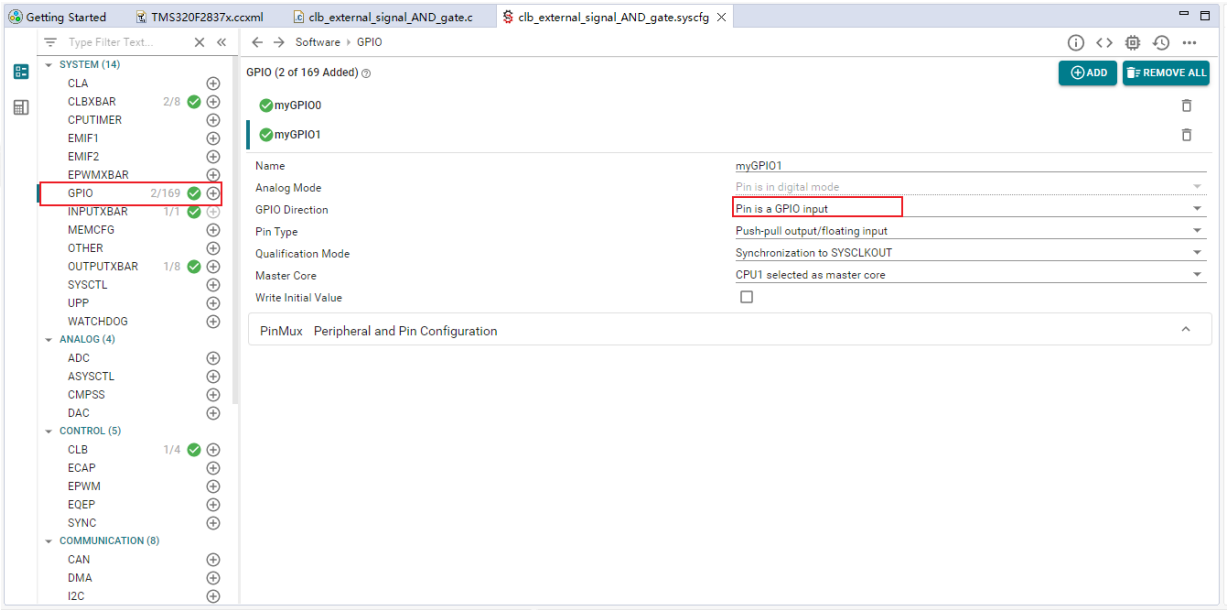 Getting Started TMS320F2837x.ccxml clb_external_signal_AND_gate.c clb_external_signal_AND_gate.syscfg
Type Filter Text...
Software GPIO
SYSTEM (14)
CLA
CLBXBAR 2/8
CPUTIMER
EMIF1
EMIF2
EPWMXBAR
GPIO 2/169
INPUTXBAR 1/1
MEMCFG
OTHER
OUTPUTXBAR 1/8
SYSCTL
UPP
WATCHDOG
ANALOG (4)
ADC
ASYSCTL
CMPSS
DAC
CONTROL (5)
CLB 1/4
ECAP
EPWM
EQEP
SYNC
COMMUNICATION (8)
CAN
DMA
I2C
GPIO (2 of 169 Added)
ADD REMOVE ALL
myGPIO0
myGPIO1
Name myGPIO1
Analog Mode Pin is in digital mode
GPIO Direction Pin is a GPIO input
Pin Type Push-pull output/floating input
Qualification Mode Synchronization to SYSCLKOUT
Master Core CPU1 selected as master core
Write Initial Value
PinMux Peripheral and Pin Configuration